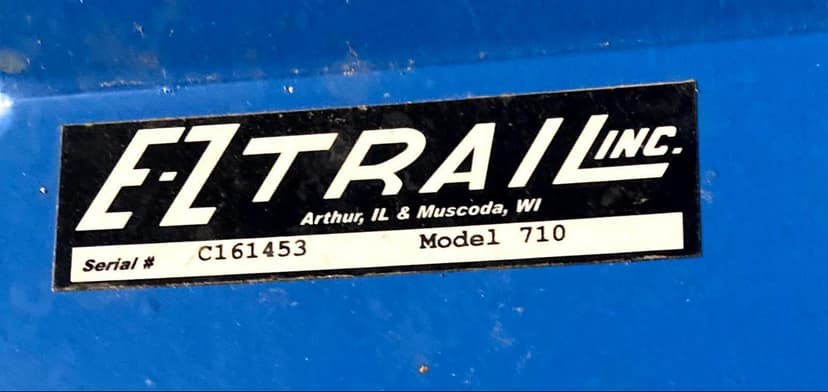 E-Z TRAIL INC.
Arthur, IL & Muscoda, WI
Serial # C161453 Model 710